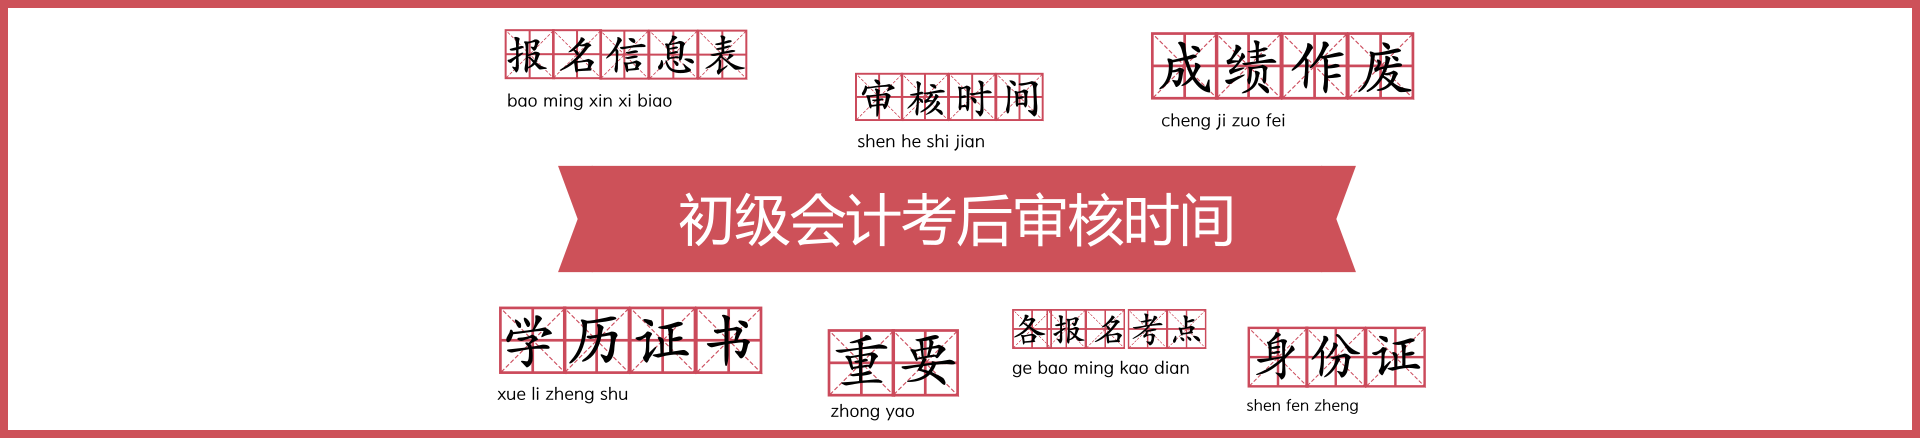 报名信息表
bao ming xin xi biao
审核时间
shen he shi jian
成绩作废
cheng ji zuo fei
初级会计考后审核时间
学历证书
xue li zheng shu
重要
zhong yao
各报名考点
ge bao ming kao dian
身份证
shen fen zheng